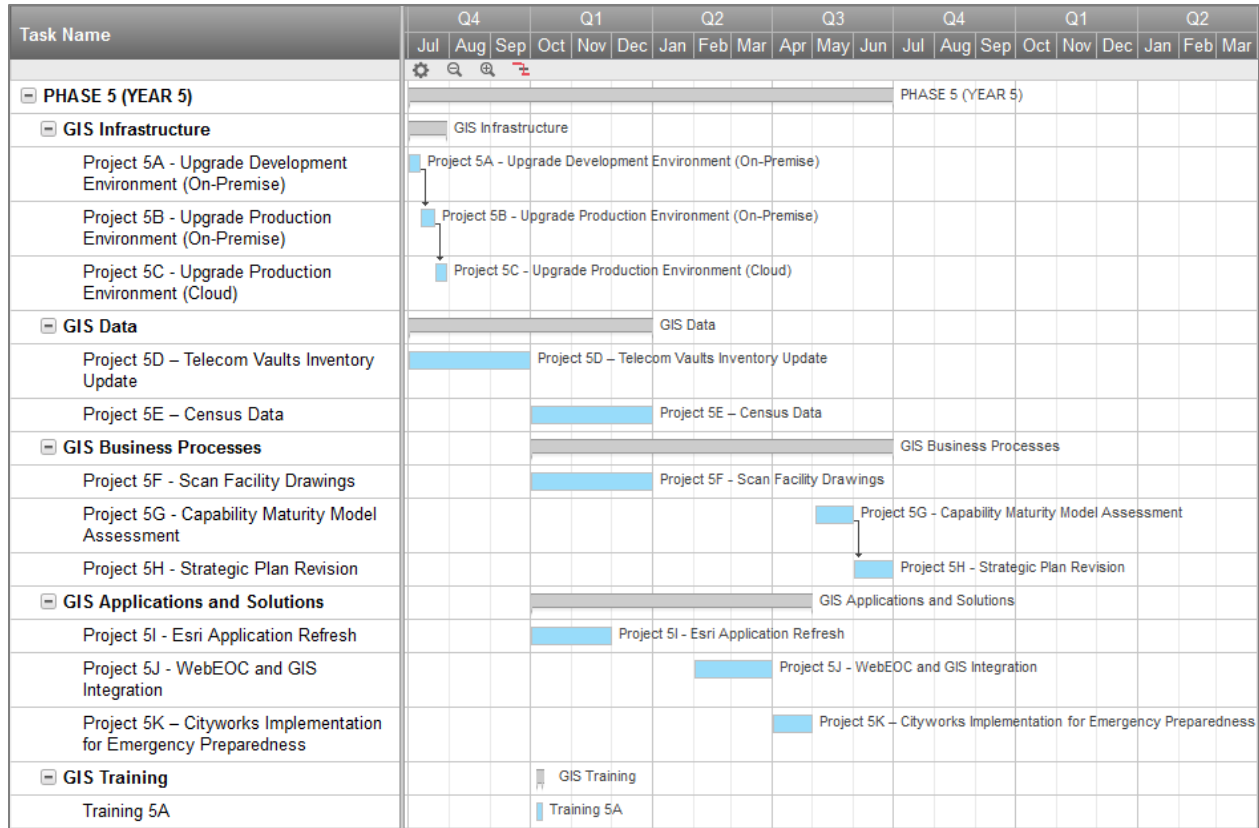 Task Name
Q4 Q1 Q2 Q3 Q4 Q1 Q2
Jul Aug Sep Oct Nov Dec Jan Feb Mar Apr May Jun Jul Aug Sep Oct Nov Dec Jan Feb Mar
PHASE 5 (YEAR 5)
PHASE 5 (YEAR 5)
GIS Infrastructure
GIS Infrastructure
Project 5A - Upgrade Development
Environment (On-Premise)
Project 5A - Upgrade Development Environment (On-Premise)
Project 5B - Upgrade Production
Environment (On-Premise)
Project 5B - Upgrade Production Environment (On-Premise)
Project 5C - Upgrade Production
Environment (Cloud)
Project 5C - Upgrade Production Environment (Cloud)
GIS Data
GIS Data
Project 5D – Telecom Vaults Inventory
Update
Project 5D – Telecom Vaults Inventory Update
Project 5E – Census Data
Project 5E – Census Data
GIS Business Processes
GIS Business Processes
Project 5F - Scan Facility Drawings
Project 5F - Scan Facility Drawings
Project 5G - Capability Maturity Model
Assessment
Project 5G - Capability Maturity Model Assessment
Project 5H - Strategic Plan Revision
Project 5H - Strategic Plan Revision
GIS Applications and Solutions
GIS Applications and Solutions
Project 5I - Esri Application Refresh
Project 5I - Esri Application Refresh
Project 5J - WebEOC and GIS
Integration
Project 5J - WebEOC and GIS Integration
Project 5K – Cityworks Implementation
for Emergency Preparedness
Project 5K – Cityworks Implementation for Emergency Preparedness
GIS Training
GIS Training
Training 5A
Training 5A